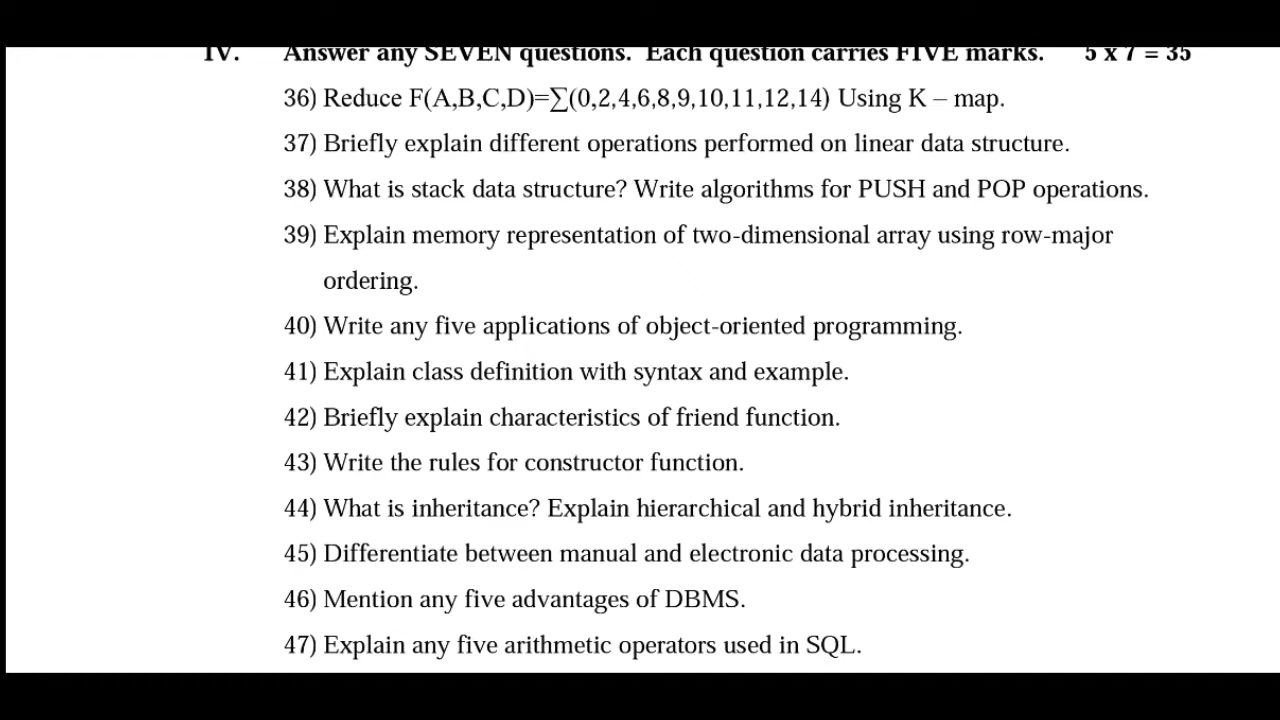 IV. Answer any SEVEN questions. Each question carries FIVE marks. 5 x 7 = 35
36) Reduce F(A,B,C,D)=∑(0,2,4,6,8,9,10,11,12,14) Using K – map.
37) Briefly explain different operations performed on linear data structure.
38) What is stack data structure? Write algorithms for PUSH and POP operations.
39) Explain memory representation of two-dimensional array using row-major
ordering.
40) Write any five applications of object-oriented programming.
41) Explain class definition with syntax and example.
42) Briefly explain characteristics of friend function.
43) Write the rules for constructor function.
44) What is inheritance? Explain hierarchical and hybrid inheritance.
45) Differentiate between manual and electronic data processing.
46) Mention any five advantages of DBMS.
47) Explain any five arithmetic operators used in SQL.